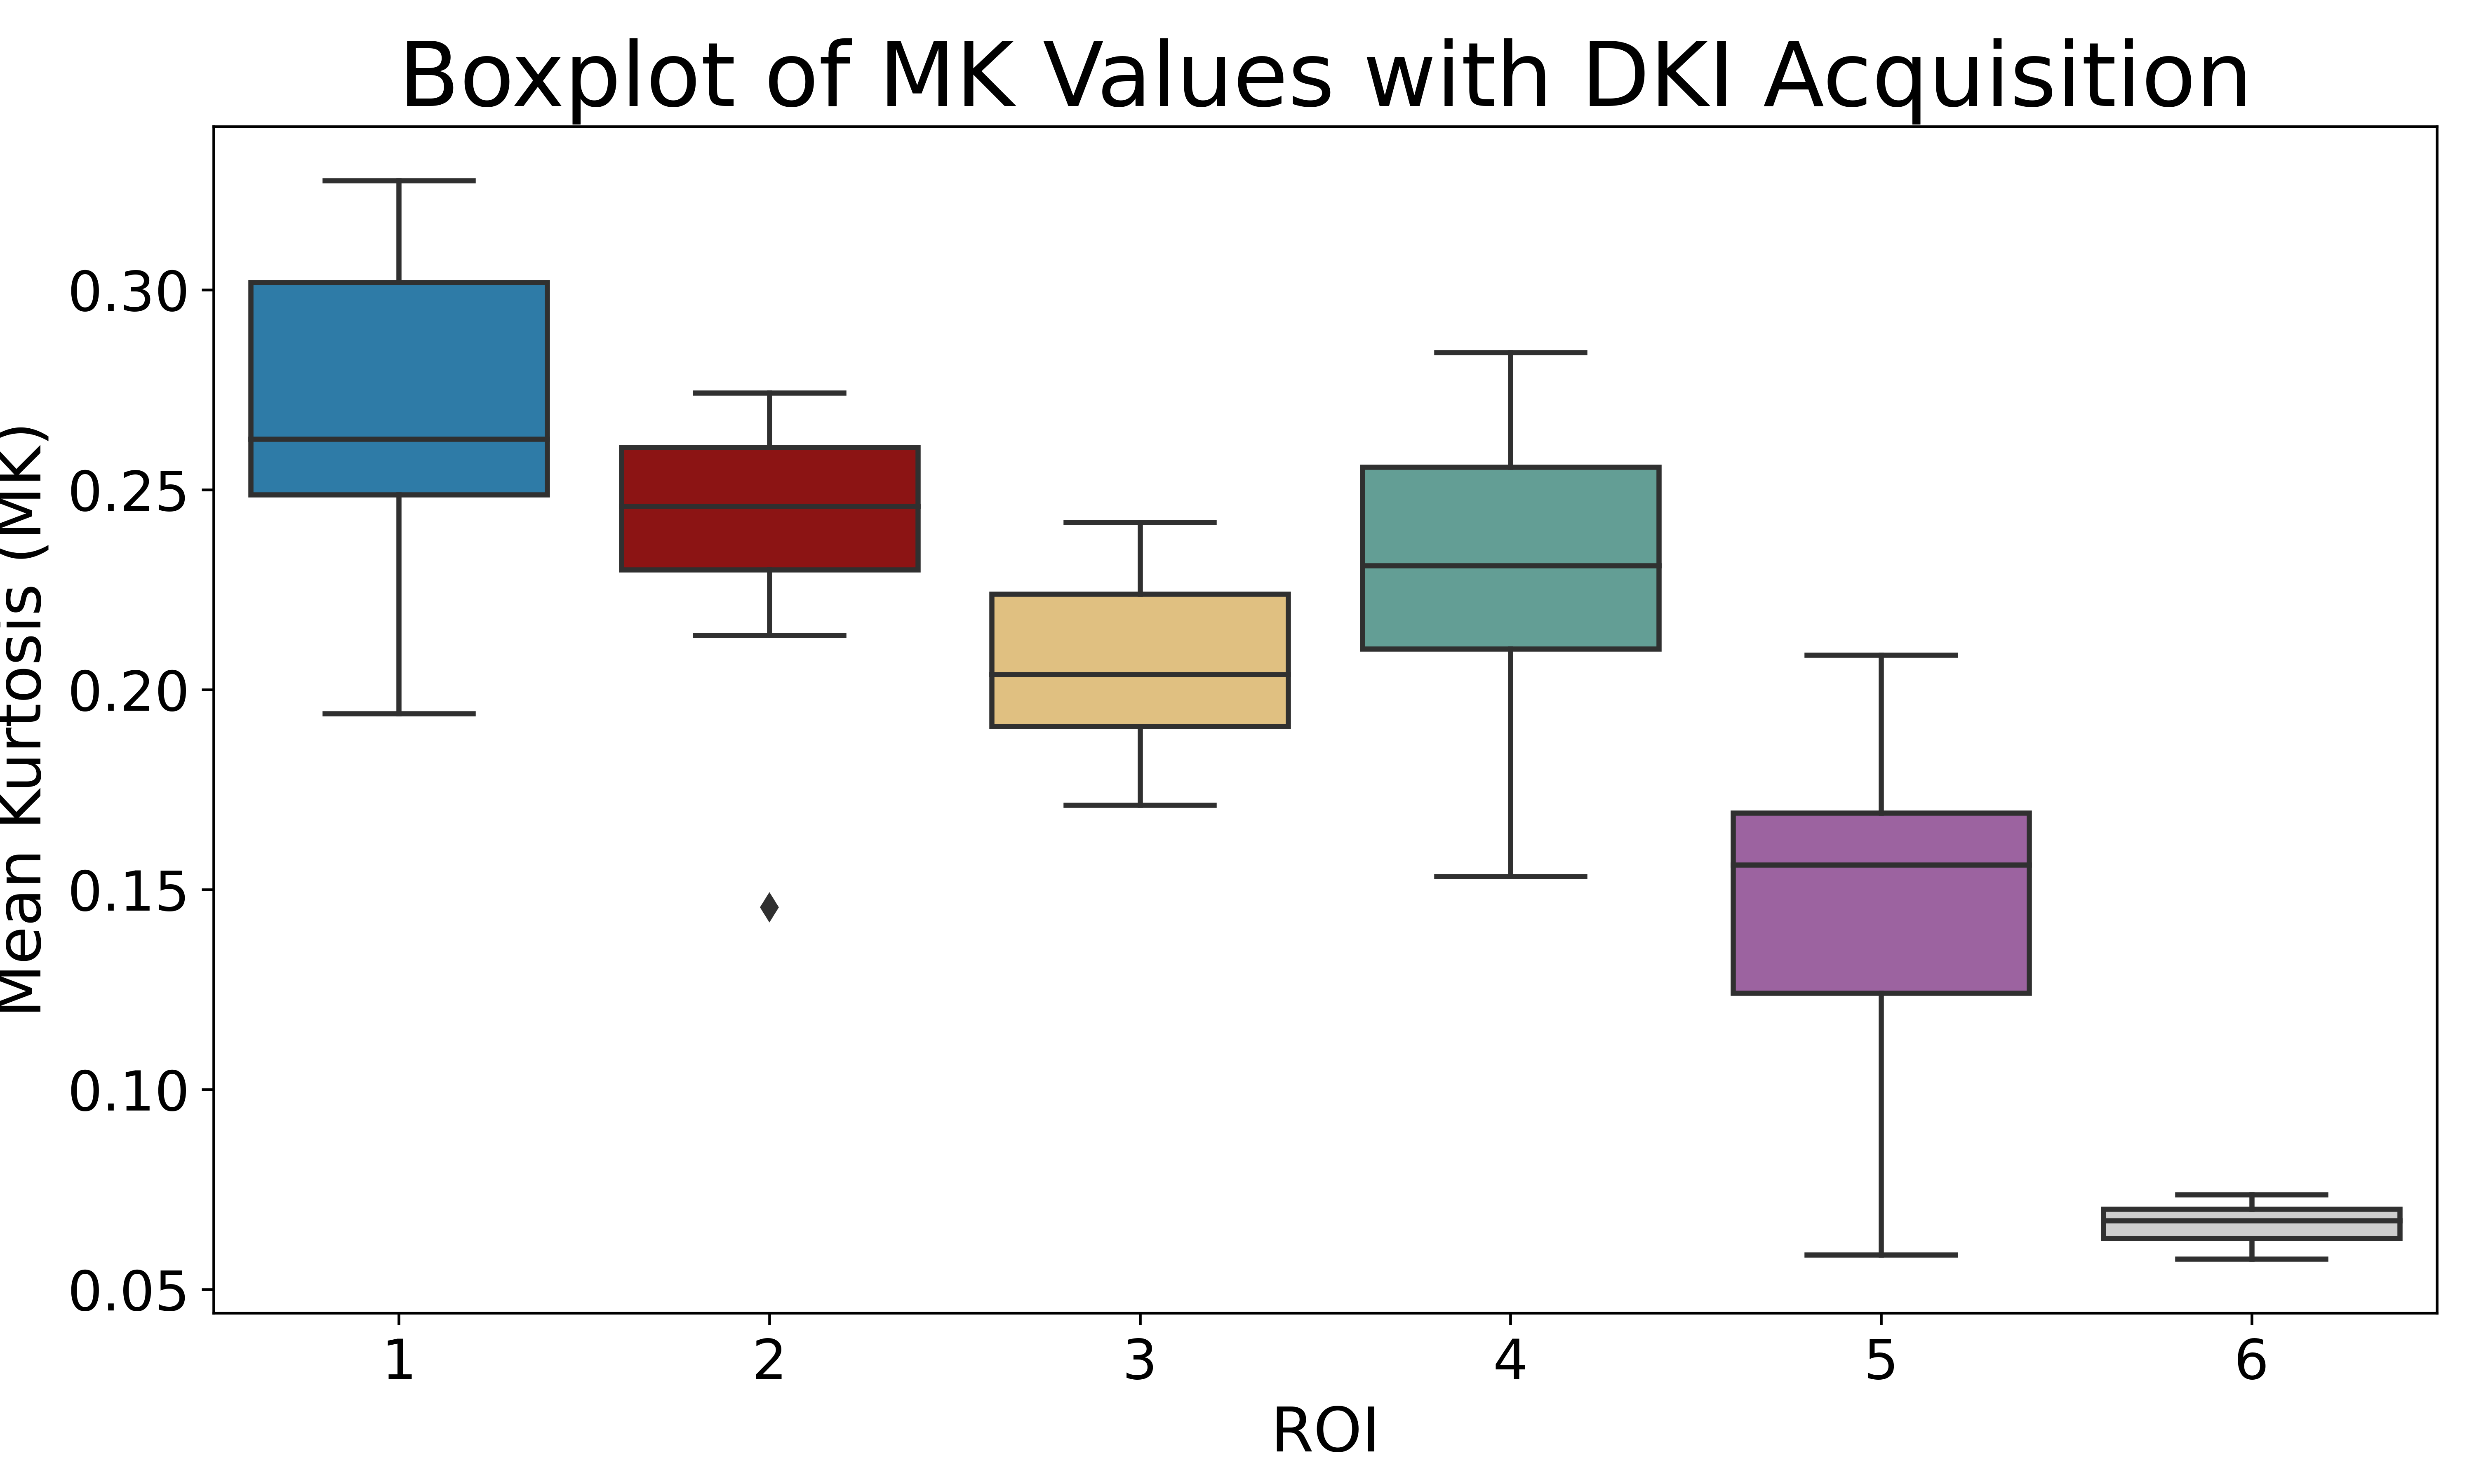 Boxplot of MK Values with DKI Acquisition
Mean Kurtosis (MK)
0.30
0.25
0.20
0.15
0.10
0.05
1 2 3 4 5 6
ROI